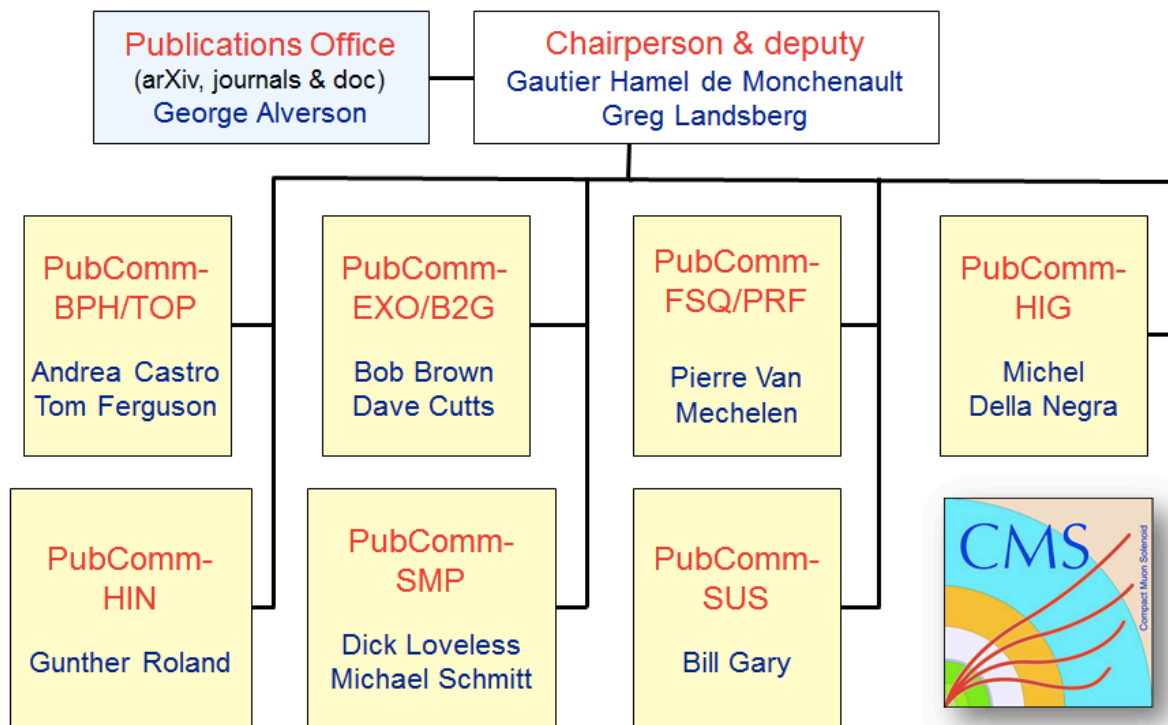 Publications Office
(arXiv, journals & doc)
George Alverson
Chairperson & deputy
Gautier Hamel de Monchenault
Greg Landsberg
PubComm-
BPH/TOP
Andrea Castro
Tom Ferguson
PubComm-
EXO/B2G
Bob Brown
Dave Cutts
PubComm-
FSQ/PRF
Pierre Van
Mechelen
PubComm-
HIG
Michel
Della Negra
PubComm-
HIN
Gunther Roland
PubComm-
SMP
Dick Loveless
Michael Schmitt
PubComm-
SUS
Bill Gary
CMS
Compact Muon Solenoid